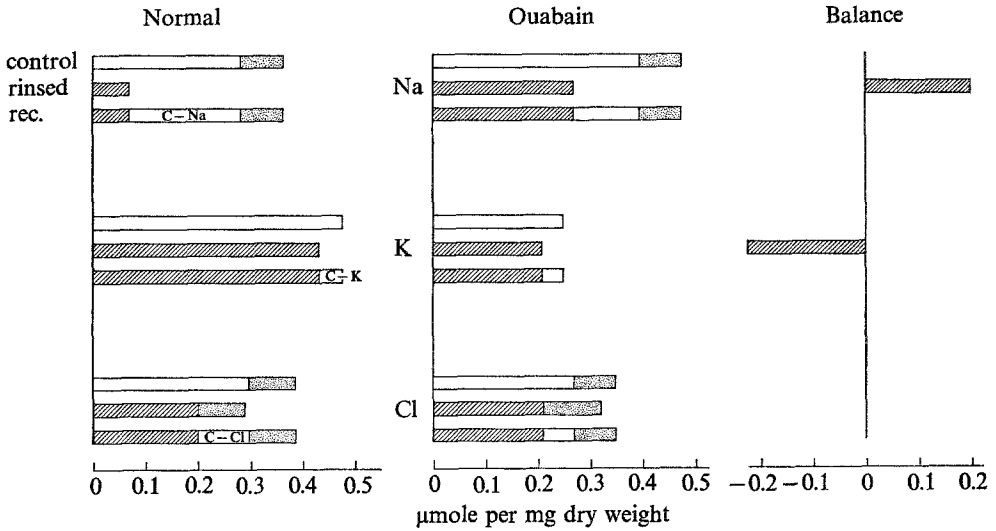 Normal
Ouabain
Balance
control
rinsed
rec.
C–Na
Na
C–K
K
C–Cl
Cl
0 0.1 0.2 0.3 0.4 0.5
0 0.1 0.2 0.3 0.4 0.5
−0.2 −0.1 0 0.1 0.2
μmole per mg dry weight